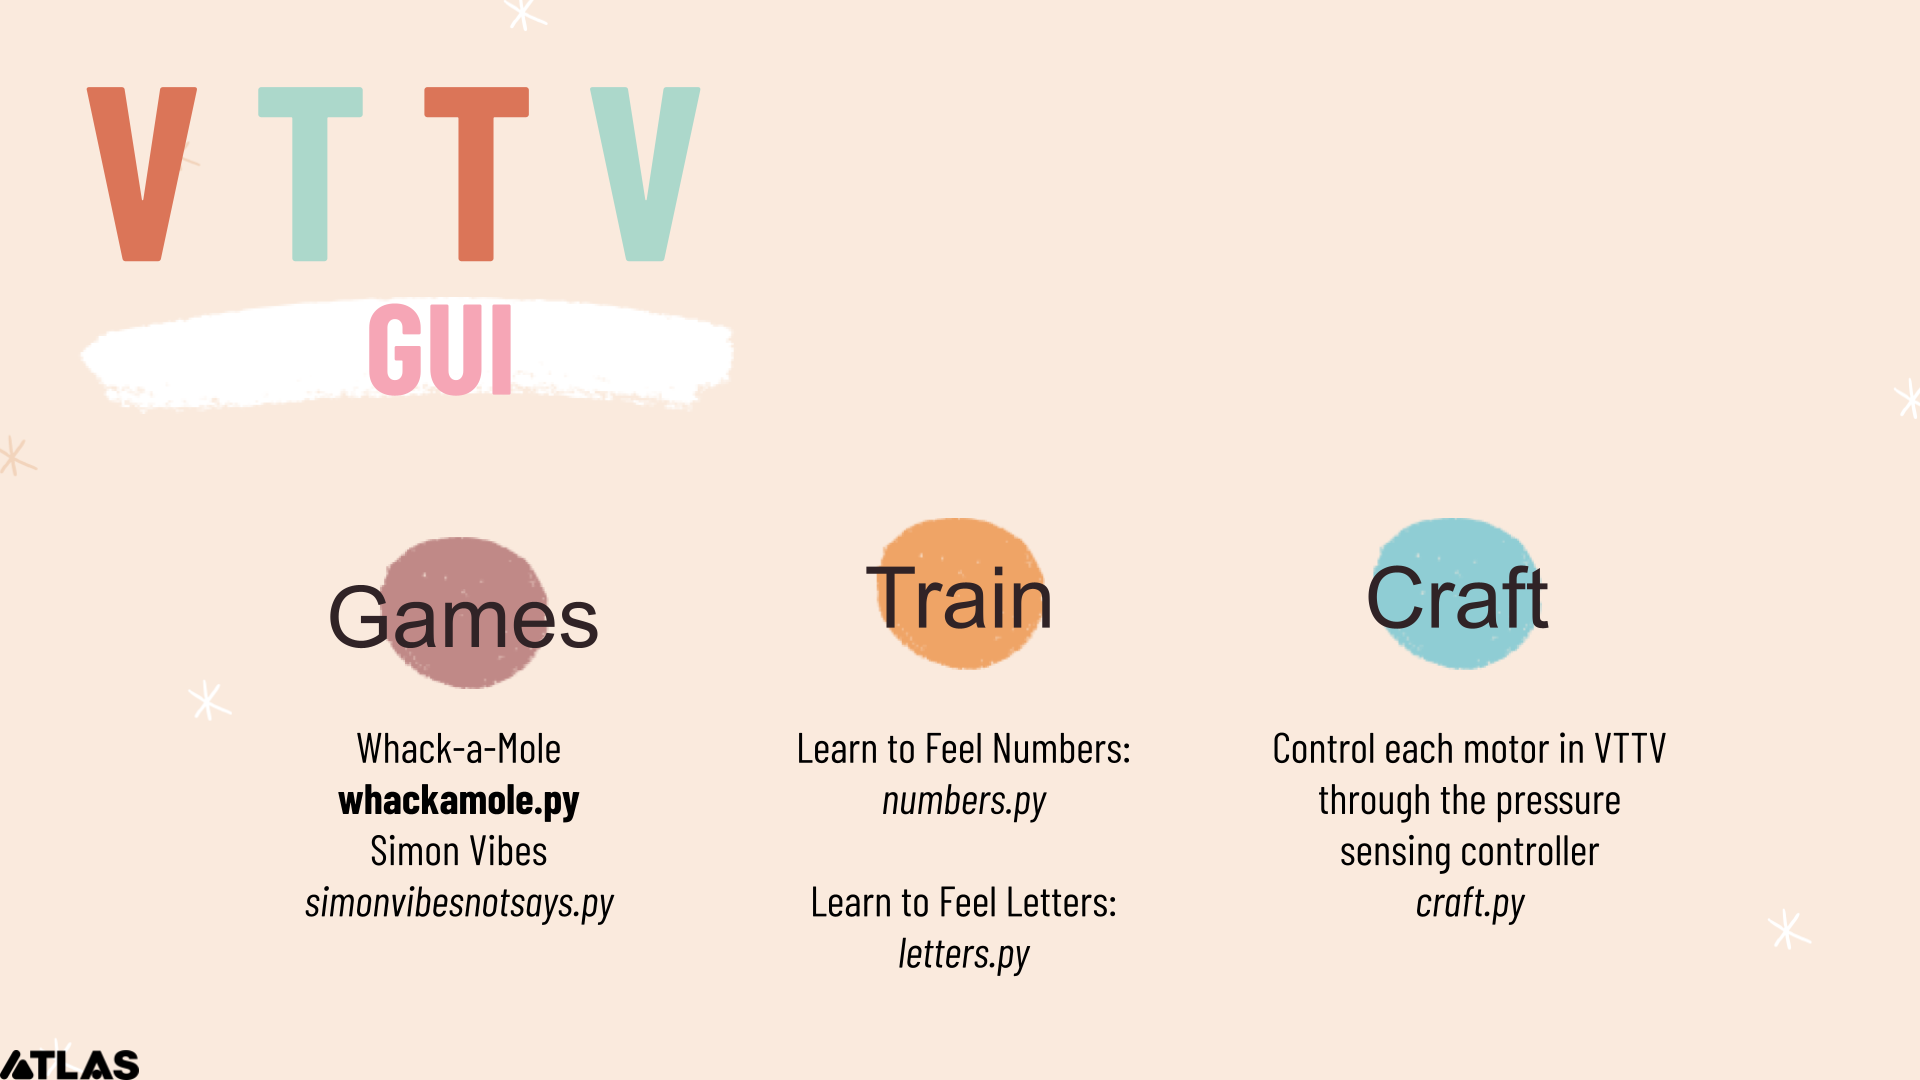 V T T V
GUI
Games
Whack-a-Mole
whackamole.py
Simon Vibes
simonvibesnotsays.py
Train
Learn to Feel Numbers:
numbers.py
Learn to Feel Letters:
letters.py
Craft
Control each motor in VTTV
through the pressure
sensing controller
craft.py
ATLAS